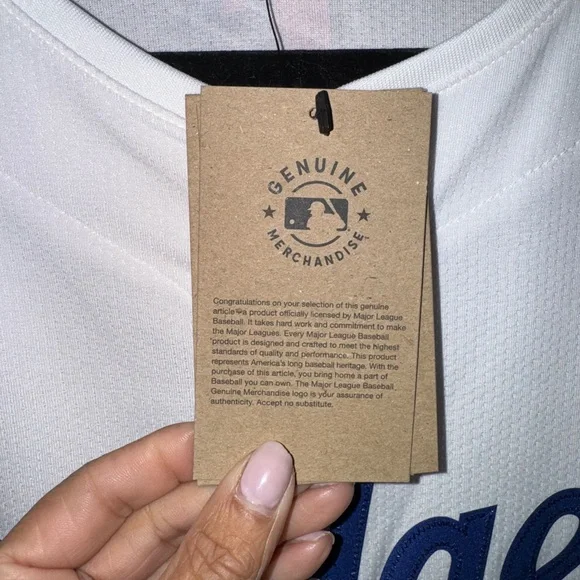 GENUINE
MERCHANDISE
Congratulations on your selection of this genuine
article a product officially licensed by Major League
Baseball. It takes hard work and commitment to make
the Major Leagues. Every Major League Baseball
product is designed and crafted to meet the highest
standards of quality and performance. This product
represents America's long baseball heritage. With the
purchase of this article, you bring home a part of
Baseball you can own. The Major League Baseball
Genuine Merchandise logo is your assurance of
authenticity. Accept no substitute.
dge